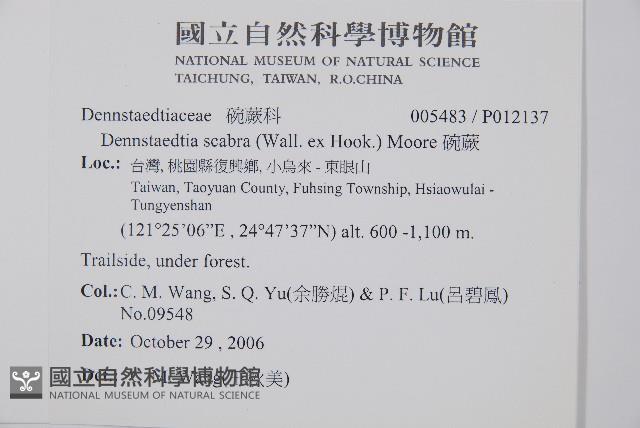 國立自然科學博物館
NATIONAL MUSEUM OF NATURAL SCIENCE
TAICHUNG, TAIWAN, R.O.CHINA
Dennstaedtiaceae 碗蕨科 005483 / P012137
Dennstaedtia scabra (Wall. ex Hook.) Moore 碗蕨
Loc.: 台灣, 桃園縣復興鄉, 小烏來 - 東眼山
Taiwan, Taoyuan County, Fuhsing Township, Hsiaowulai -
Tungyenshan
(121°25'06”E , 24°47'37”N) alt. 600 -1,100 m.
Trailside, under forest.
Col.: C. M. Wang, S. Q. Yu(余勝焜) & P. F. Lu(呂碧鳳)
No.09548
Date: October 29 , 2006
美)
國立自然科學博物館
NATIONAL MUSEUM OF NATURAL SCIENCE